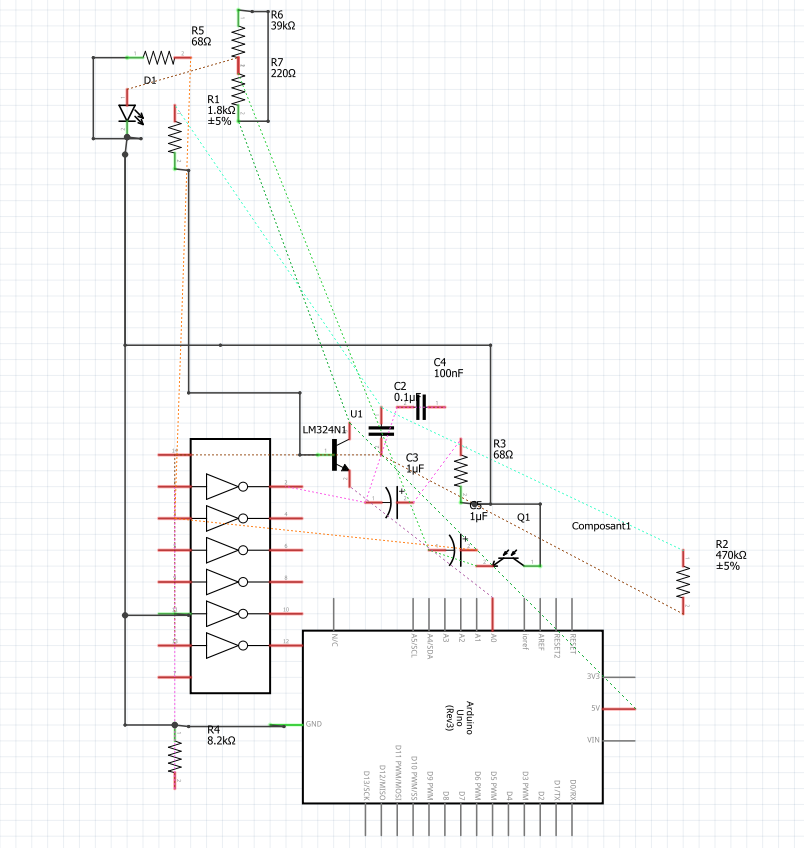 R6
39kΩ
R5
68Ω
R7
220Ω
D1
R1
1.8kΩ
±5%
C4
100nF
C2
0.1µF
U1
LM324N1
R3
68Ω
C3
1µF
C5
1µF
Q1
Composant1
R2
470kΩ
±5%
N/C
A5/SCL
A4/SDA
A3
A2
A1
A0
ioref
AREF
RESET2
RESET
3V3
5V
VIN
GND
Arduino
Uno
(Rev3)
R4
8.2kΩ
D13/SCK
D12/MISO
D11 PWM/MOSI
D10 PWM/SS
D9 PWM
D8
D7
D6 PWM
D5 PWM
D4
D3 PWM
D2
D1/TX
D0/RX